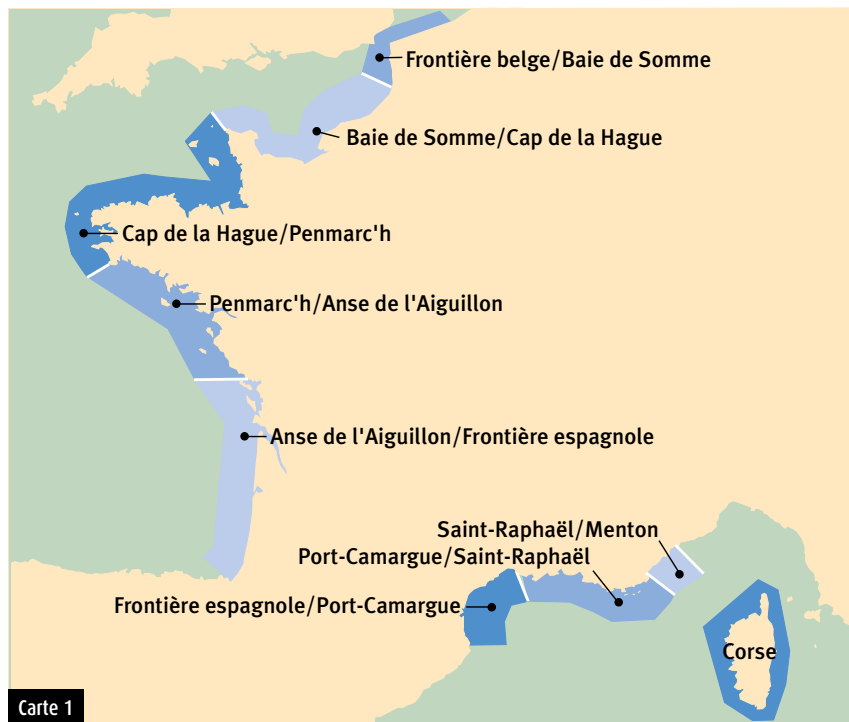 Frontière belge/Baie de Somme
Baie de Somme/Cap de la Hague
Cap de la Hague/Penmarc'h
Penmarc'h/Anse de l'Aiguillon
Anse de l'Aiguillon/Frontière espagnole
Saint-Raphaël/Menton
Port-Camargue/Saint-Raphaël
Frontière espagnole/Port-Camargue
Corse
Carte 1